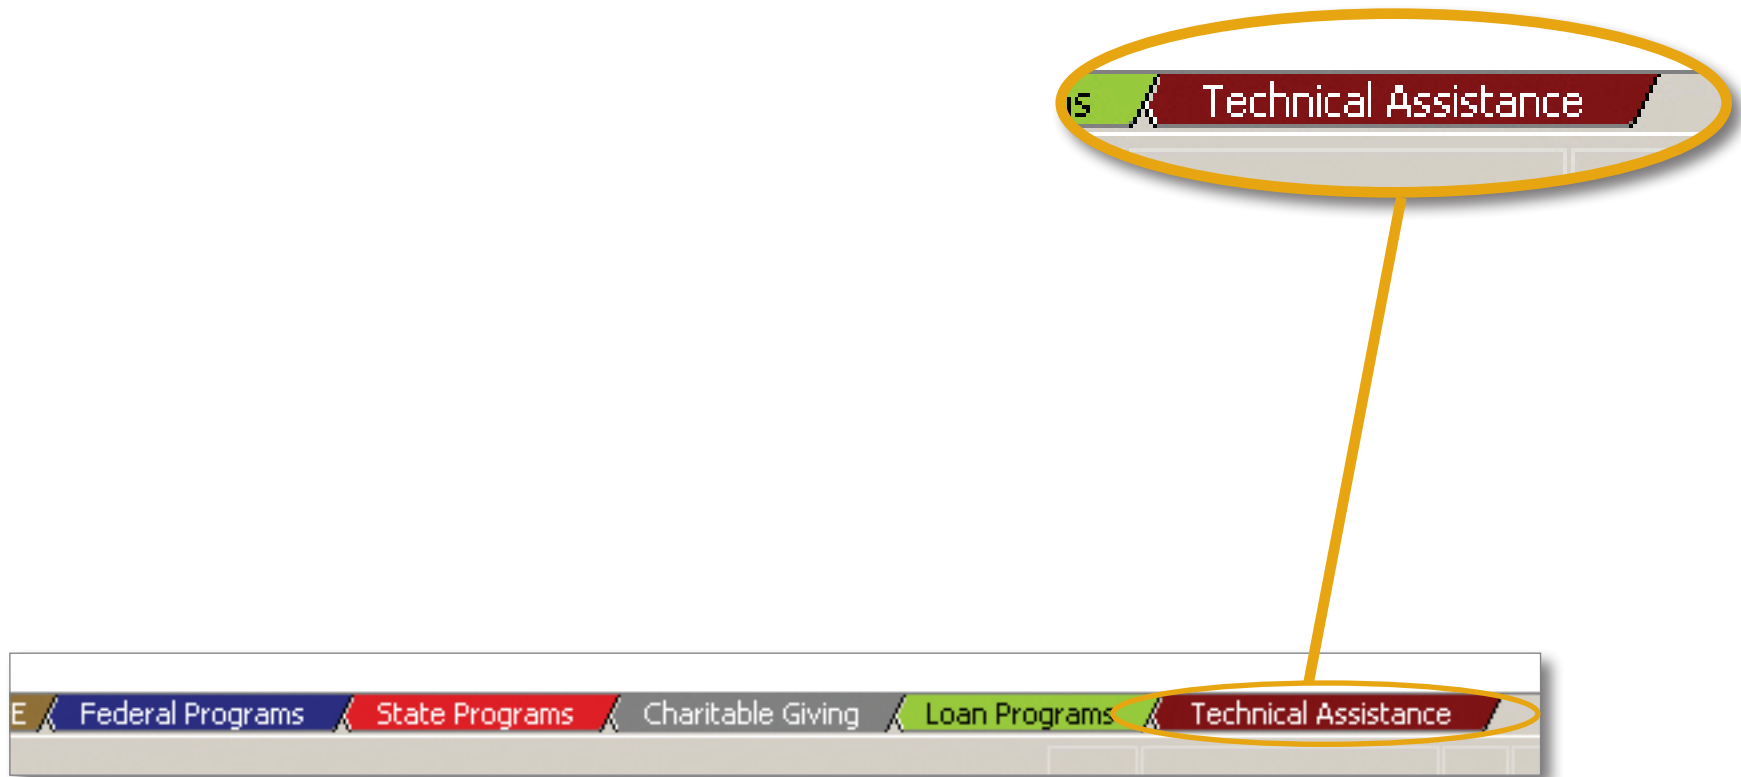 s Technical Assistance
E Federal Programs State Programs Charitable Giving Loan Programs Technical Assistance